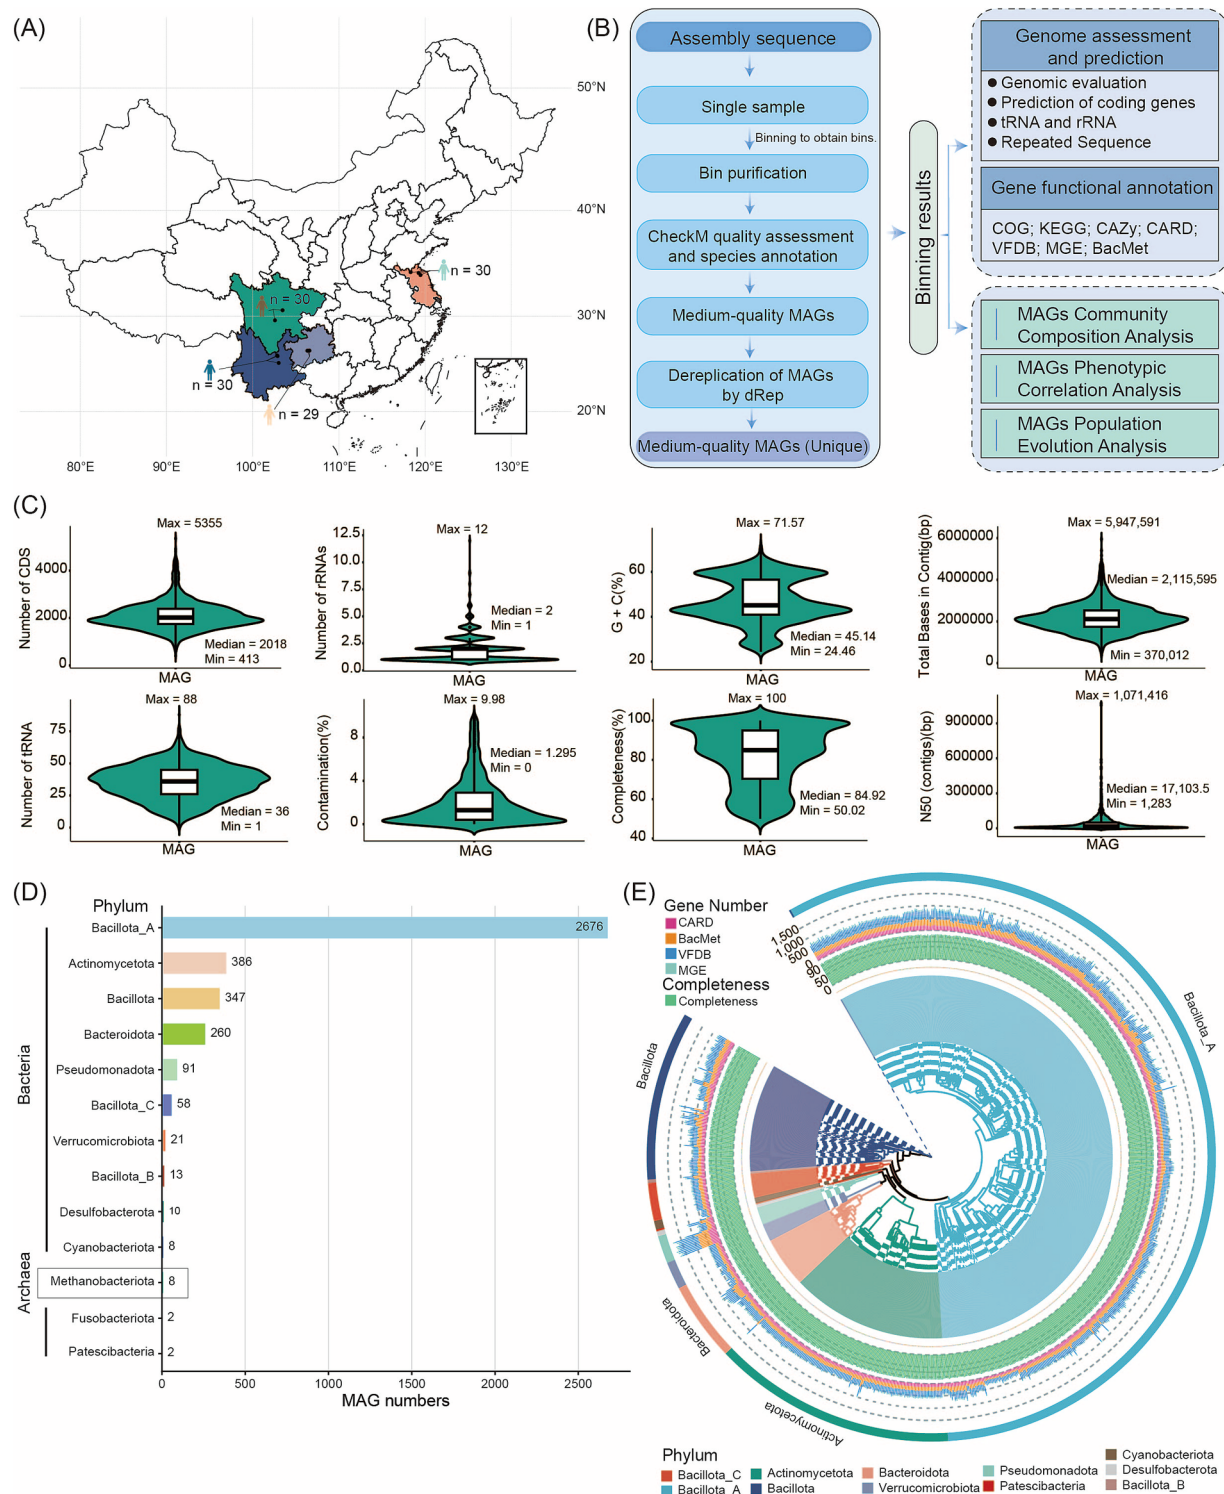 (A)
50°N
40°N
30°N
20°N
80°E
90°E
100°E
110°E
120°E
130°E
n = 30
n = 30
n = 30
n = 29
(B)
Assembly sequence
Single sample
Binning to obtain bins.
Bin purification
CheckM quality assessment
and species annotation
Medium-quality MAGs
Dereplication of MAGs
by dRep
Medium-quality MAGs (Unique)
Binning results
Genome assessment
and prediction
● Genomic evaluation
● Prediction of coding genes
● tRNA and rRNA
● Repeated Sequence
Gene functional annotation
COG; KEGG; CAZy; CARD;
VFDB; MGE; BacMet
MAGs Community
Composition Analysis
MAGs Phenotypic
Correlation Analysis
MAGs Population
Evolution Analysis
(C)
Number of CDS
4000
2000
0
Max = 5355
Median = 2018
Min = 413
MAG
Number of rRNAs
12.5
10.0
7.5
5.0
2.5
0.0
Max = 12
Median = 2
Min = 1
MAG
G + C(%)
60
40
20
Max = 71.57
Median = 45.14
Min = 24.46
MAG
Total Bases in Contig(bp)
6000000
4000000
2000000
0
Max = 5,947,591
Median = 2,115,595
Min = 370,012
MAG
Number of tRNA
75
50
25
0
Max = 88
Median = 36
Min = 1
MAG
Contamination(%)
8
4
0
Max = 9.98
Median = 1.295
Min = 0
MAG
Completeness(%)
100
80
60
40
Max = 100
Median = 84.92
Min = 50.02
MAG
N50 (contigs)(bp)
900000
600000
300000
0
Max = 1,071,416
Median = 17,103.5
Min = 1,283
MAG
(D)
Phylum
Bacteria
Archaea
Bacillota_A 2676
Actinomycetota 386
Bacillota 347
Bacteroidota 260
Pseudomonadota 91
Bacillota_C 58
Verrucomicrobiota 21
Bacillota_B 13
Desulfobacterota 10
Cyanobacteriota 8
Methanobacteriota 8
Fusobacteriota 2
Patescibacteria 2
0
500
1000
1500
2000
2500
MAG numbers
(E)
Gene Number
CARD
BacMet
VFDB
MGE
Completeness
Completeness
1,500
1,000
500
Bacillota_A
Bacillota
Bacteroidota
Actinomycetota
Phylum
Bacillota_C
Bacillota_A
Actinomycetota
Bacillota
Bacteroidota
Verrucomicrobiota
Pseudomonadota
Patescibacteria
Cyanobacteriota
Desulfobacterota
Bacillota_B